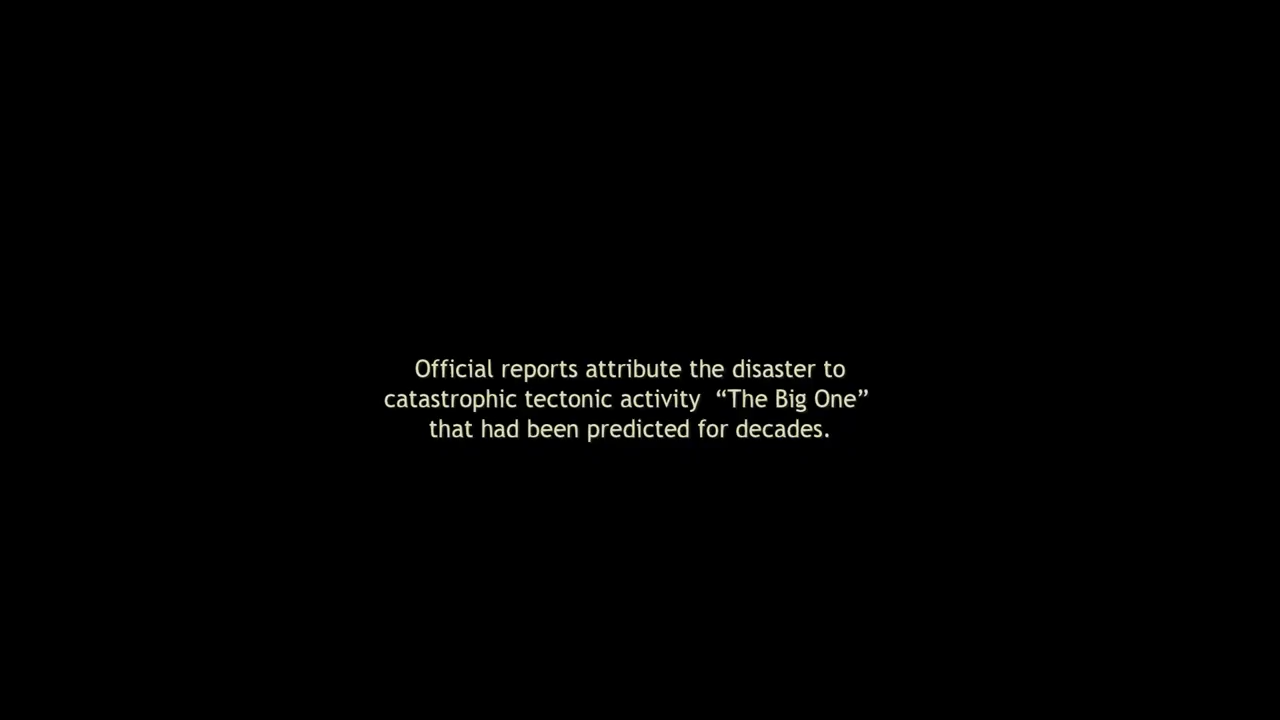 Official reports attribute the disaster to
catastrophic tectonic activity  “The Big One”
that had been predicted for decades.